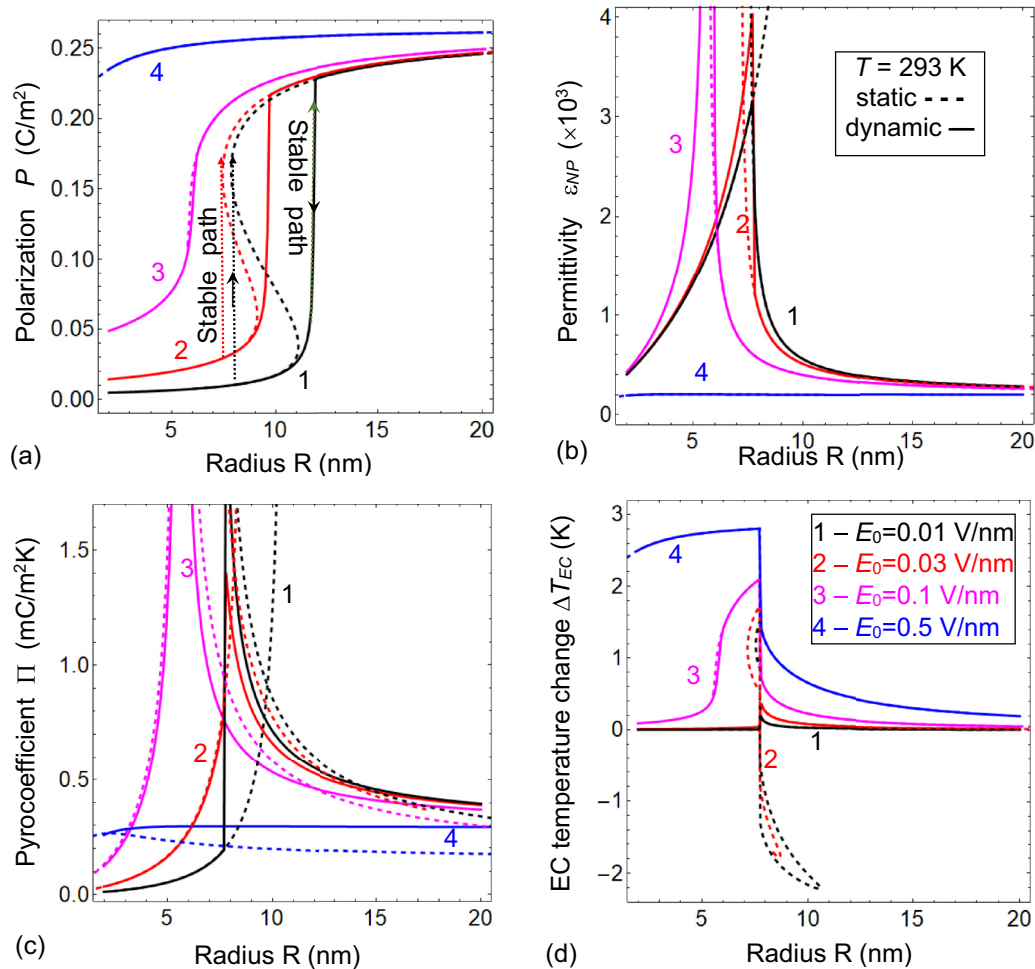 0.25
0.20
0.15
0.10
0.05
0.00
Polarization P (C/m²)
4
3
2
1
Stable path
Stable path
5 10 15 20
Radius R (nm)
(a)
4
3
2
1
0
Permittivity εNP (×10³)
T = 293 K
static
dynamic
3
2
1
4
5 10 15 20
Radius R (nm)
(b)
1.5
1.0
0.5
0.0
Pyrocoefficient Π (mC/m²K)
3
1
2
4
5 10 15 20
Radius R (nm)
(c)
3
2
1
0
−1
−2
EC temperature change ΔTEC (K)
1 – E₀=0.01 V/nm
2 – E₀=0.03 V/nm
3 – E₀=0.1 V/nm
4 – E₀=0.5 V/nm
4
3
1
2
5 10 15 20
Radius R (nm)
(d)